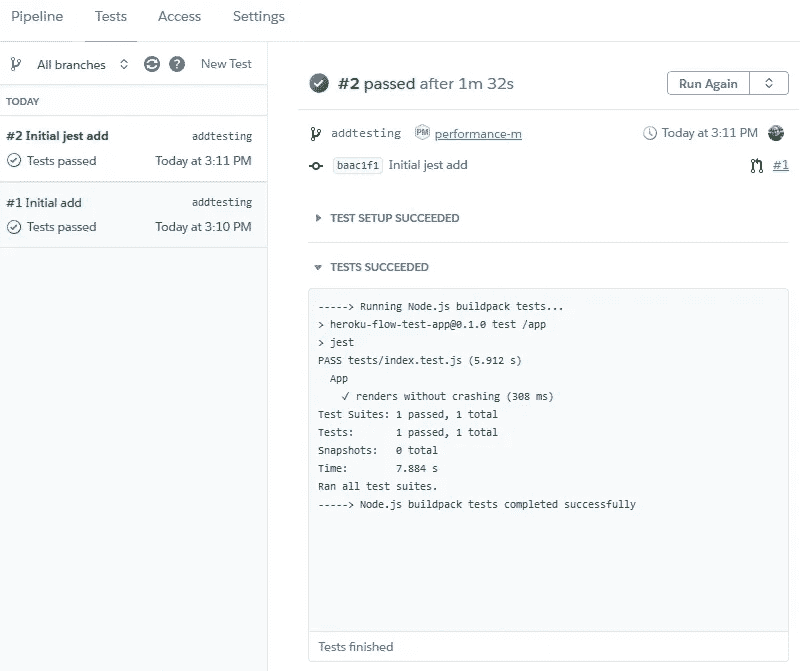 Pipeline Tests Access Settings
All branches ? New Test
TODAY
#2 Initial jest add addtesting
Tests passed Today at 3:11 PM
#1 Initial add addtesting
Tests passed Today at 3:10 PM
#2 passed after 1m 32s Run Again
addtesting PM performance-m Today at 3:11 PM
baac1f1 Initial jest add #1
TEST SETUP SUCCEEDED
TESTS SUCCEEDED
-----> Running Node.js buildpack tests...
> heroku-flow-test-app@0.1.0 test /app
> jest
PASS tests/index.test.js (5.912 s)
App
✓ renders without crashing (308 ms)
Test Suites: 1 passed, 1 total
Tests: 1 passed, 1 total
Snapshots: 0 total
Time: 7.884 s
Ran all test suites.
-----> Node.js buildpack tests completed successfully
Tests finished